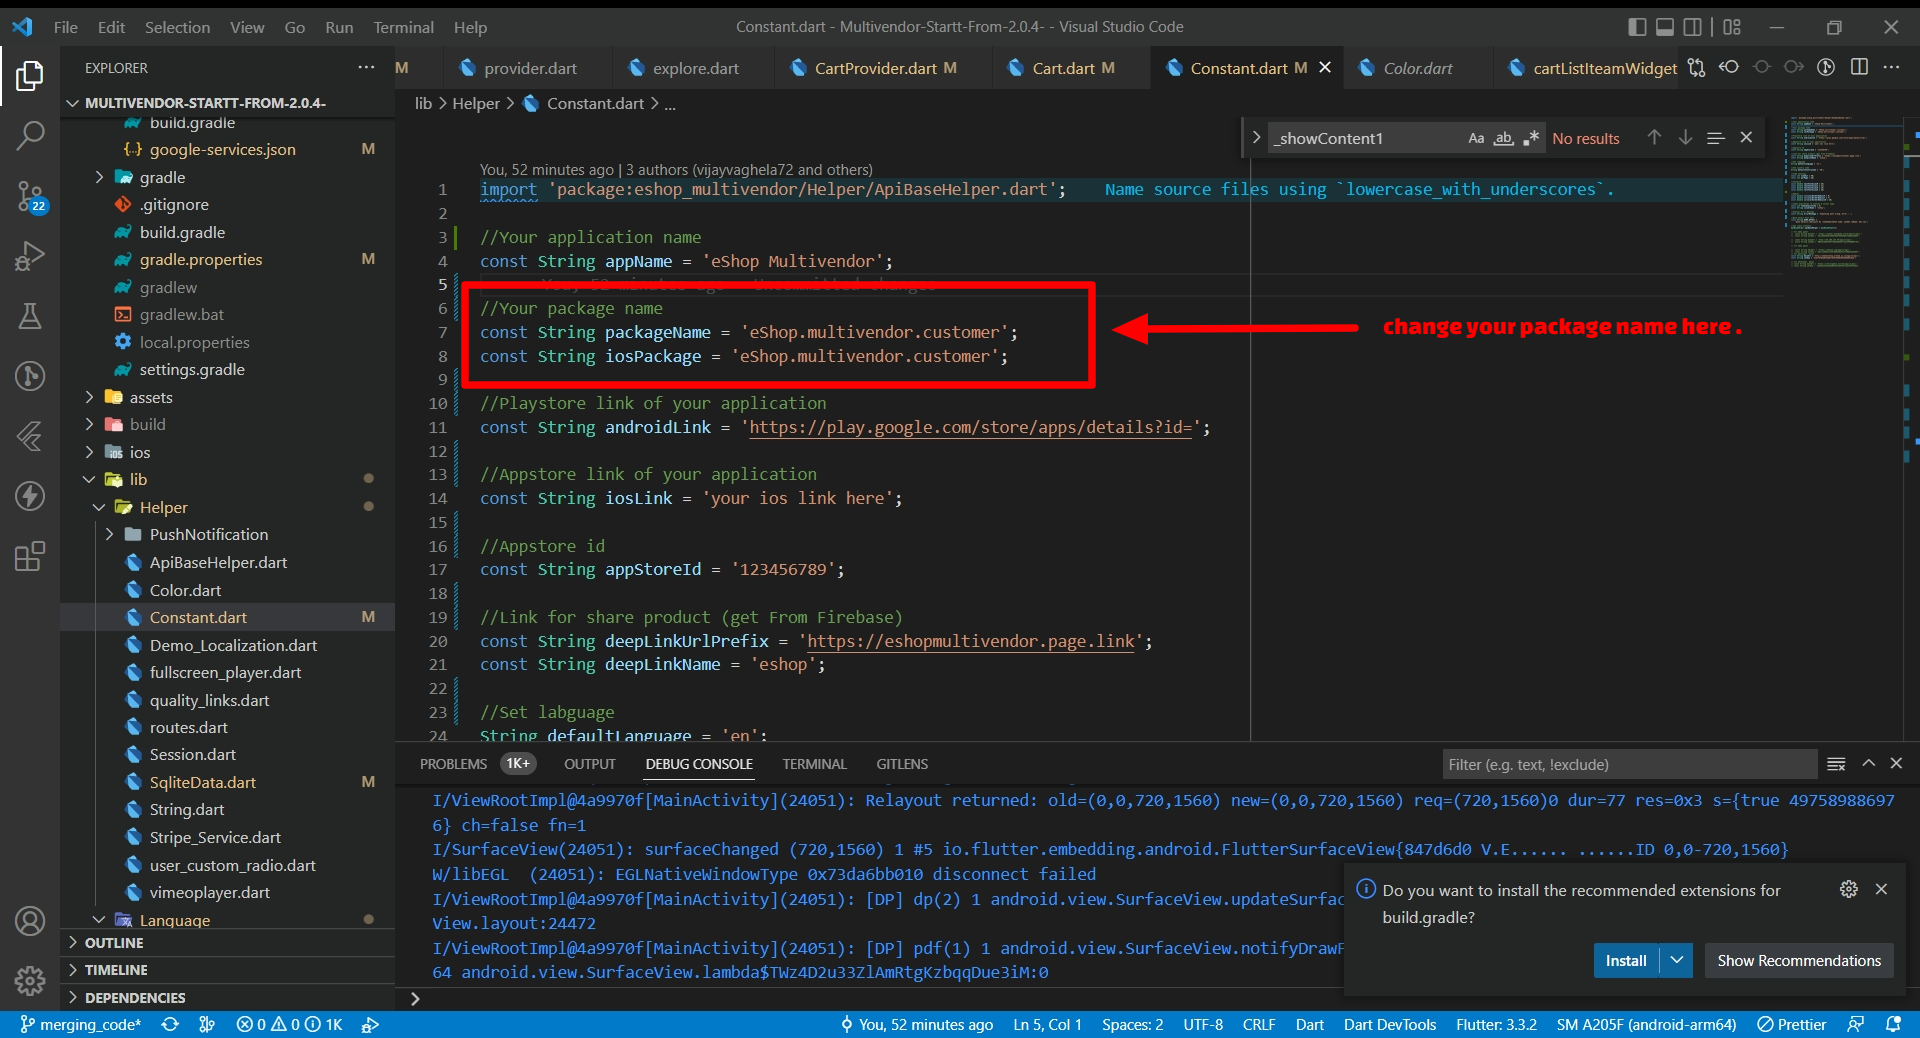 File Edit Selection View Go Run Terminal Help
Constant.dart - Multivendor-Startt-From-2.0.4- - Visual Studio Code
EXPLORER
M
provider.dart
explore.dart
CartProvider.dart M
Cart.dart M
Constant.dart M
Color.dart
cartListIteamWidget
MULTIVENDOR-STARTT-FROM-2.0.4-
lib > Helper > Constant.dart > ...
build.gradle
google-services.json M
gradle
.gitignore
build.gradle
gradle.properties M
gradlew
gradlew.bat
local.properties
settings.gradle
assets
build
ios
lib
Helper
PushNotification
ApiBaseHelper.dart
Color.dart
Constant.dart M
Demo_Localization.dart
fullscreen_player.dart
quality_links.dart
routes.dart
Session.dart
SqliteData.dart M
String.dart
Stripe_Service.dart
user_custom_radio.dart
vimeoplayer.dart
Language
OUTLINE
TIMELINE
DEPENDENCIES
22
_showContent1
Aa ab
No results
You, 52 minutes ago | 3 authors (vijayvaghela72 and others)
1 import 'package:eshop_multivendor/Helper/ApiBaseHelper.dart'; Name source files using `lowercase_with_underscores`.
2
3 //Your application name
4 const String appName = 'eShop Multivendor';
5 You, 52 minutes ago • Uncommitted changes
6 //Your package name
7 const String packageName = 'eShop.multivendor.customer';
8 const String iosPackage = 'eShop.multivendor.customer';
9
change your package name here .
10 //Playstore link of your application
11 const String androidLink = 'https://play.google.com/store/apps/details?id=';
12
13 //Appstore link of your application
14 const String iosLink = 'your ios link here';
15
16 //Appstore id
17 const String appStoreId = '123456789';
18
19 //Link for share product (get From Firebase)
20 const String deepLinkUrlPrefix = 'https://eshopmultivendor.page.link';
21 const String deepLinkName = 'eshop';
22
23 //Set labguage
24 String defaultLanguage = 'en';
PROBLEMS 1K+ OUTPUT DEBUG CONSOLE TERMINAL GITLENS
Filter (e.g. text, !exclude)
I/ViewRootImpl@4a9970f[MainActivity](24051): Relayout returned: old=(0,0,720,1560) new=(0,0,720,1560) req=(720,1560)0 dur=77 res=0x3 s={true 49758988697
6} ch=false fn=1
I/SurfaceView(24051): surfaceChanged (720,1560) 1 #5 io.flutter.embedding.android.FlutterSurfaceView{847d6d0 V.E...... ......ID 0,0-720,1560}
W/libEGL (24051): EGLNativeWindowType 0x73da6bb010 disconnect failed
I/ViewRootImpl@4a9970f[MainActivity](24051): [DP] dp(2) 1 android.view.SurfaceView.updateSurfac
View.layout:24472
I/ViewRootImpl@4a9970f[MainActivity](24051): [DP] pdf(1) 1 android.view.SurfaceView.notifyDrawF
64 android.view.SurfaceView.lambda$TWz4D2u33ZlAmRtgKzbqqDue3iM:0
Do you want to install the recommended extensions for
build.gradle?
Install
Show Recommendations
merging_code* 0 0 1K
You, 52 minutes ago Ln 5, Col 1 Spaces: 2 UTF-8 CRLF Dart Dart DevTools Flutter: 3.3.2 SM A205F (android-arm64) Prettier